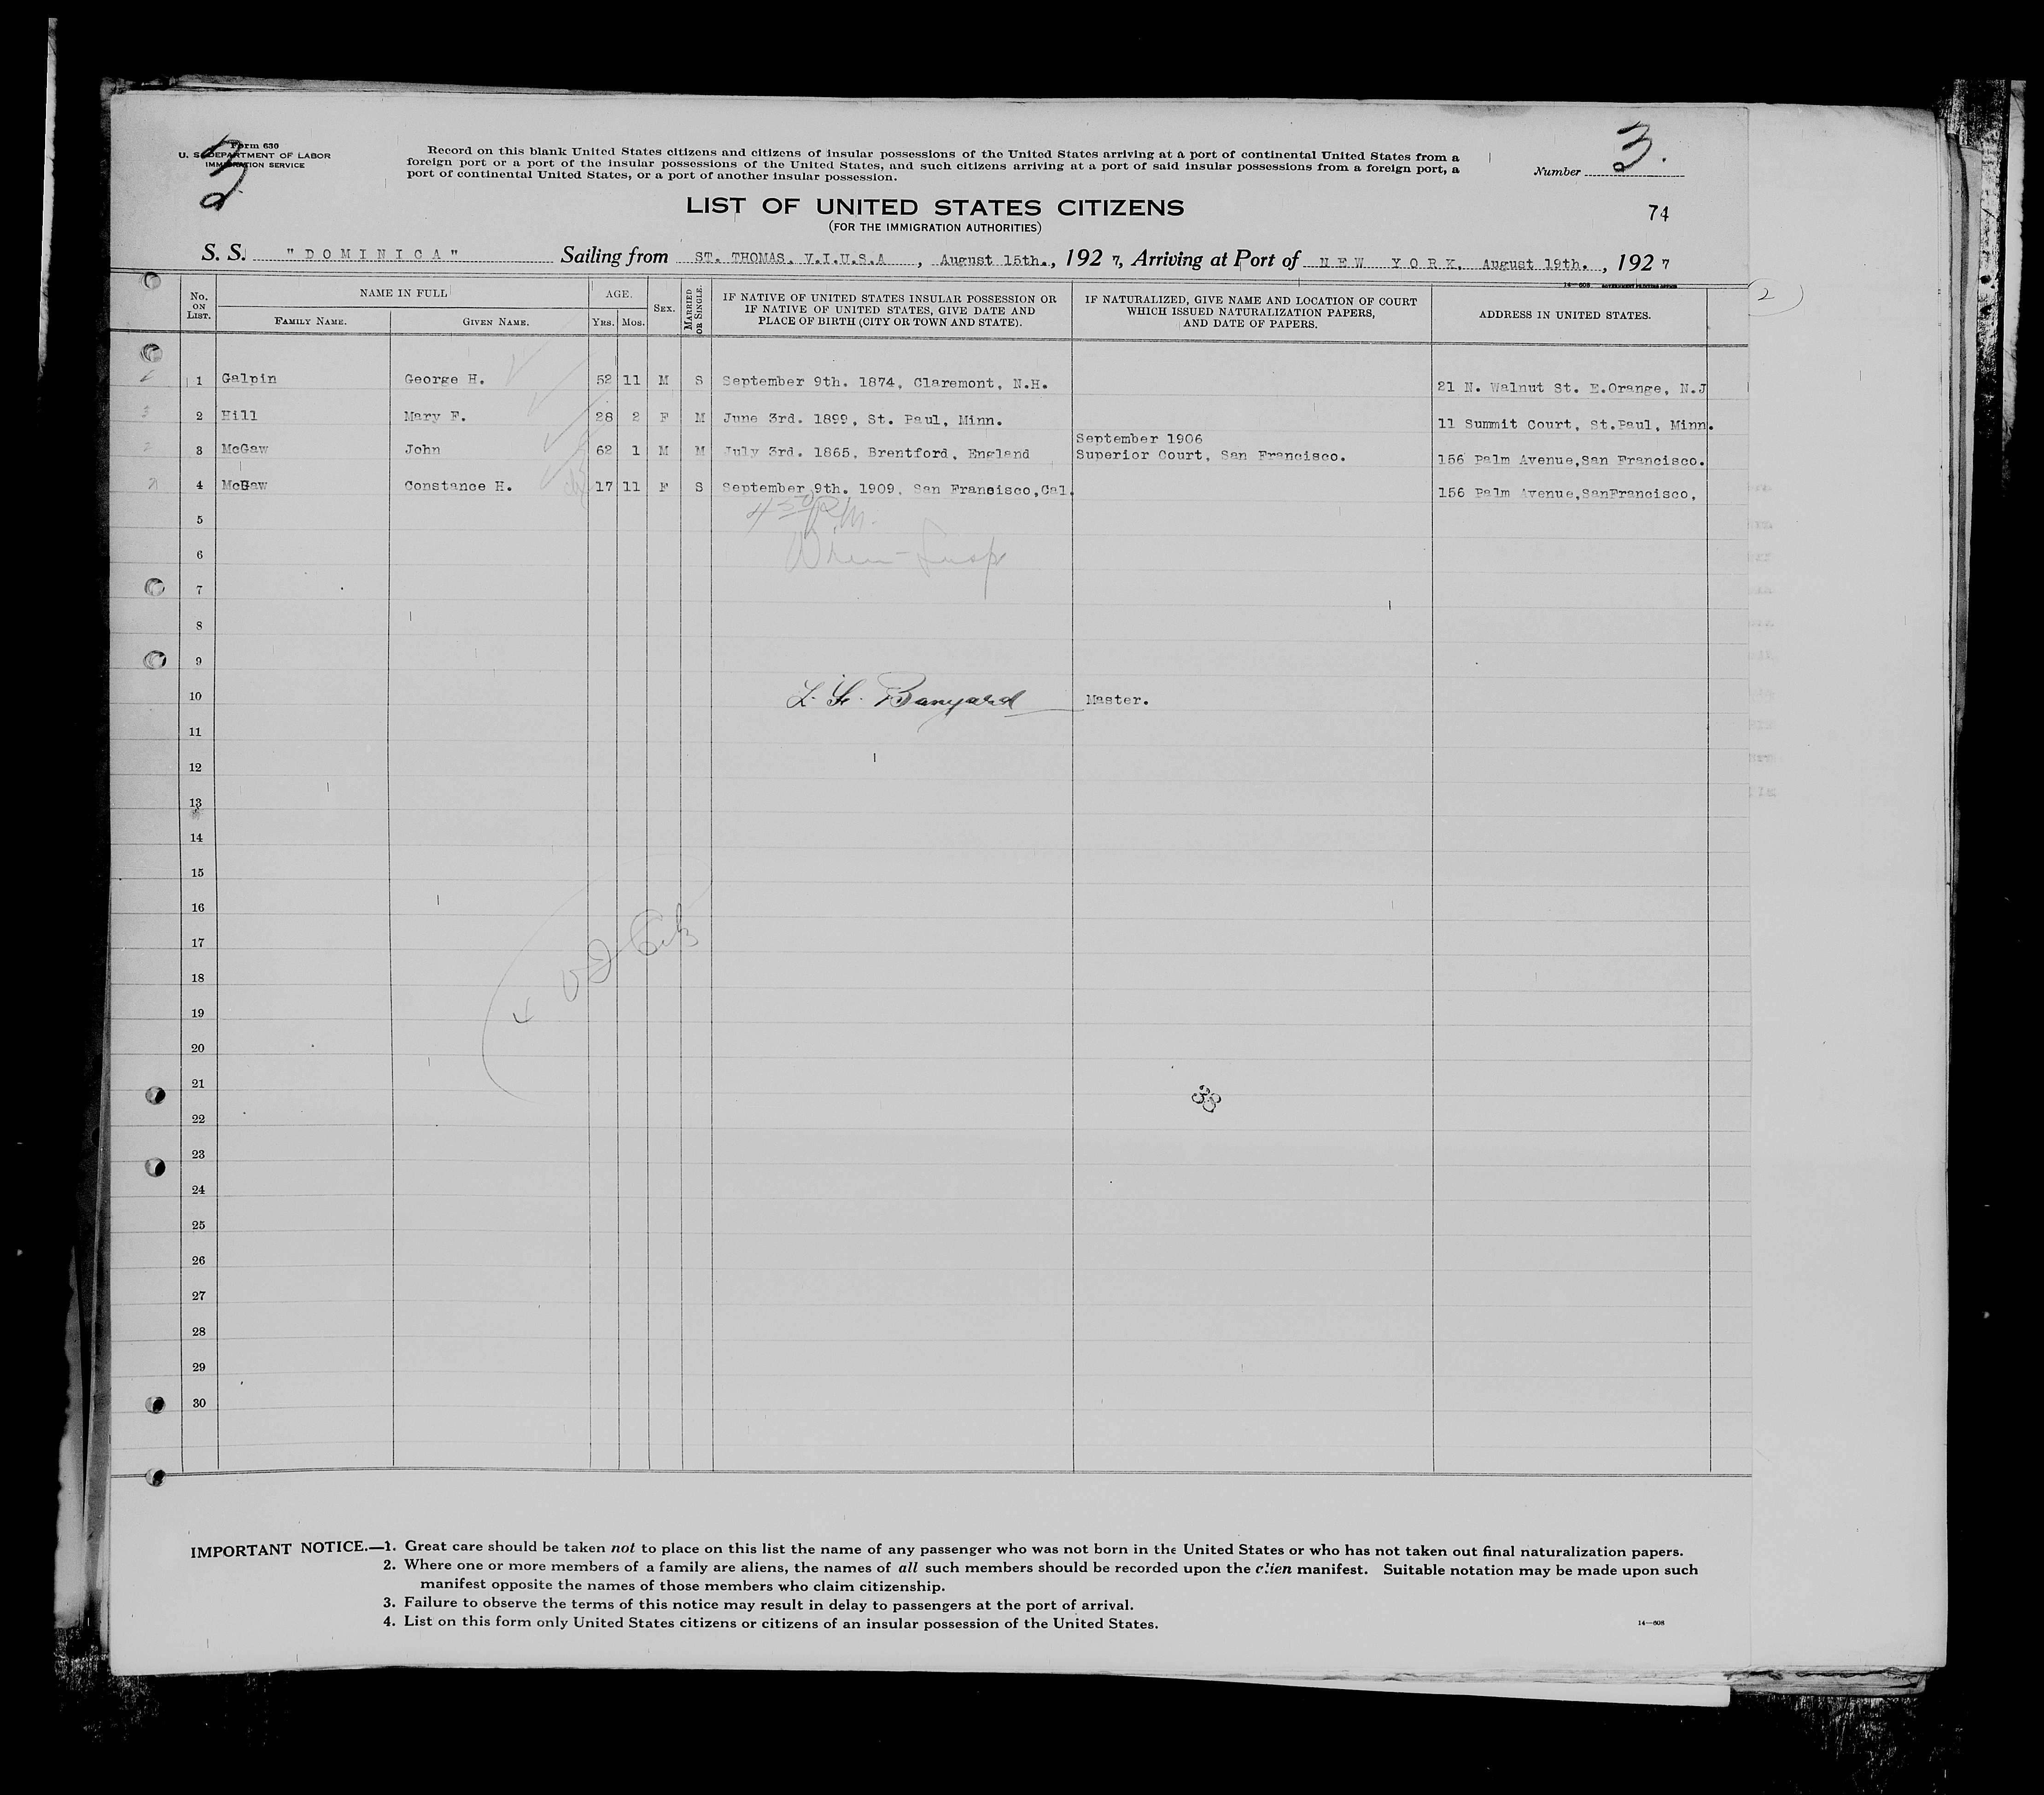 Form 630
U. S. DEPARTMENT OF LABOR
IMMIGRATION SERVICE
Record on this blank United States citizens and citizens of insular possessions of the United States arriving at a port of continental United States from a
foreign port or a port of the insular possessions of the United States, and such citizens arriving at a port of said insular possessions from a foreign port, a
port of continental United States, or a port of another insular possession.
Number 3.
LIST OF UNITED STATES CITIZENS
(FOR THE IMMIGRATION AUTHORITIES)
74
S. S. "DOMINICA" Sailing from ST. THOMAS. V.I.U.S.A, August 15th., 1927, Arriving at Port of NEW YORK, August 19th., 1927
14—608 GOVERNMENT PRINTING OFFICE
No. ON LIST. NAME IN FULL AGE. SEX. MARRIED OR SINGLE. IF NATIVE OF UNITED STATES INSULAR POSSESSION OR IF NATIVE OF UNITED STATES, GIVE DATE AND PLACE OF BIRTH (CITY OR TOWN AND STATE). IF NATURALIZED, GIVE NAME AND LOCATION OF COURT WHICH ISSUED NATURALIZATION PAPERS, AND DATE OF PAPERS. ADDRESS IN UNITED STATES.
FAMILY NAME. GIVEN NAME. YRS. MOS.
2
1 Galpin George H. 52 11 M S September 9th. 1874, Claremont, N.H. 21 N. Walnut St. E.Orange, N.J
2 Hill Mary F. 28 2 F M June 3rd. 1899, St. Paul, Minn. 11 Summit Court, St.Paul, Minn.
September 1906
3 McGaw John 62 1 M M July 3rd. 1865, Brentford, England Superior Court, San Francisco. 156 Palm Avenue,San Francisco.
4 McGaw Constance H. 17 11 F S September 9th. 1909, San Francisco,Cal. 156 Palm Avenue,SanFrancisco,
4 30 P.M.
5
6
7
8
9
10 Banyard Master.
11
12
13
14
15
16
17
18
19
20
21
22
23
24
25
26
27
28
29
30
IMPORTANT NOTICE.—1. Great care should be taken not to place on this list the name of any passenger who was not born in the United States or who has not taken out final naturalization papers.
2. Where one or more members of a family are aliens, the names of all such members should be recorded upon the alien manifest. Suitable notation may be made upon such
manifest opposite the names of those members who claim citizenship.
3. Failure to observe the terms of this notice may result in delay to passengers at the port of arrival.
4. List on this form only United States citizens or citizens of an insular possession of the United States.
14—608